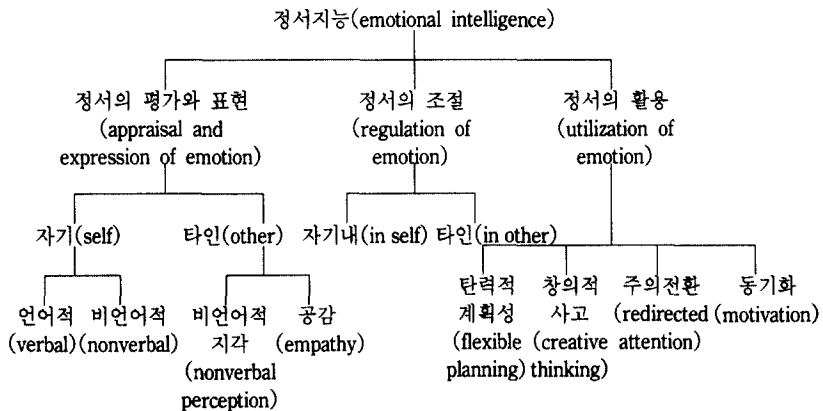 정서지능(emotional intelligence)
정서의 평가와 표현
(appraisal and
expression of emotion)
정서의 조절
(regulation of
emotion)
정서의 활용
(utilization of
emotion)
자기(self)
타인(other)
자기내(in self)
타인(in other)
언어적
(verbal)
비언어적
(nonverbal)
비언어적
지각
(nonverbal
perception)
공감
(empathy)
탄력적
계획성
(flexible
planning)
창의적
사고
(creative
thinking)
주의전환
(redirected
attention)
동기화
(motivation)